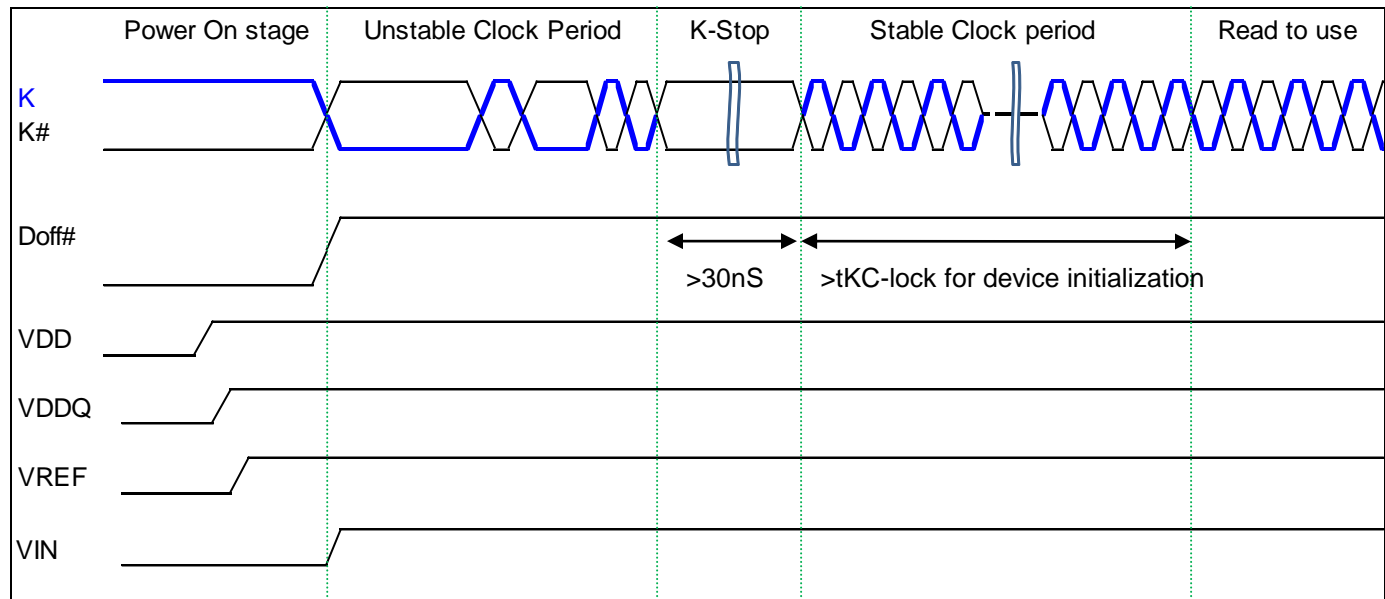 Power On stage Unstable Clock Period K-Stop Stable Clock period Read to use
K
K#
Doff#
>30nS >tKC-lock for device initialization
VDD
VDDQ
VREF
VIN